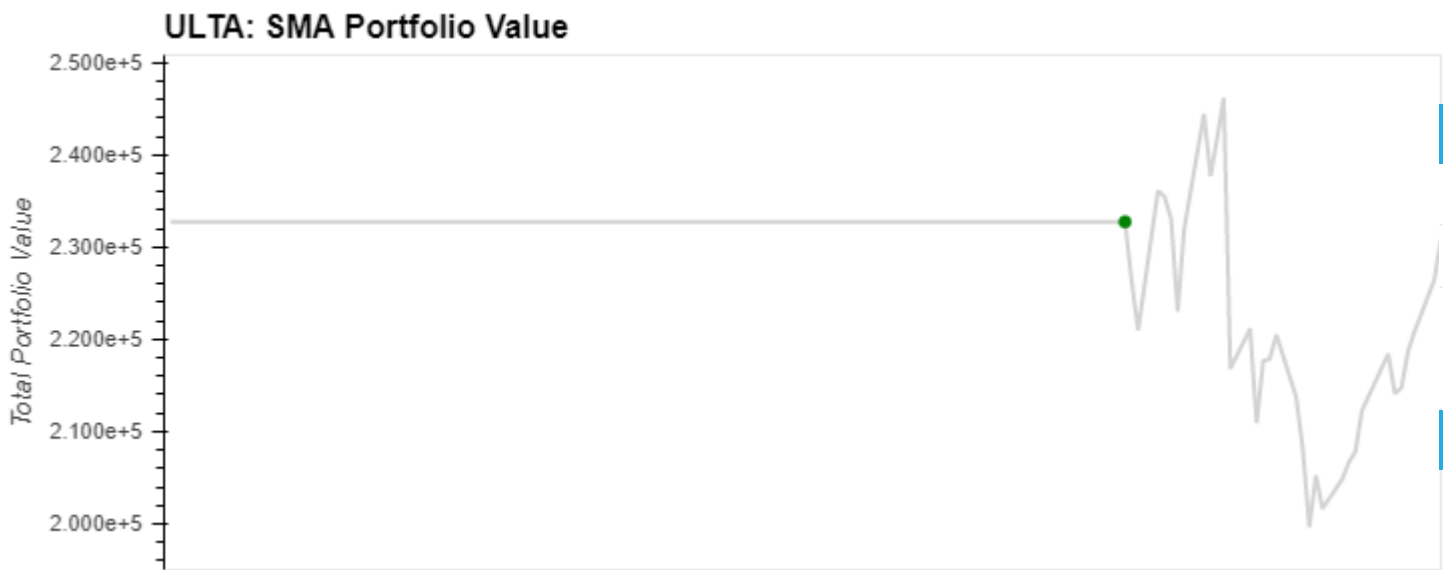 ULTA: SMA Portfolio Value
2.500e+5
2.400e+5
2.300e+5
2.200e+5
2.100e+5
2.000e+5
Total Portfolio Value